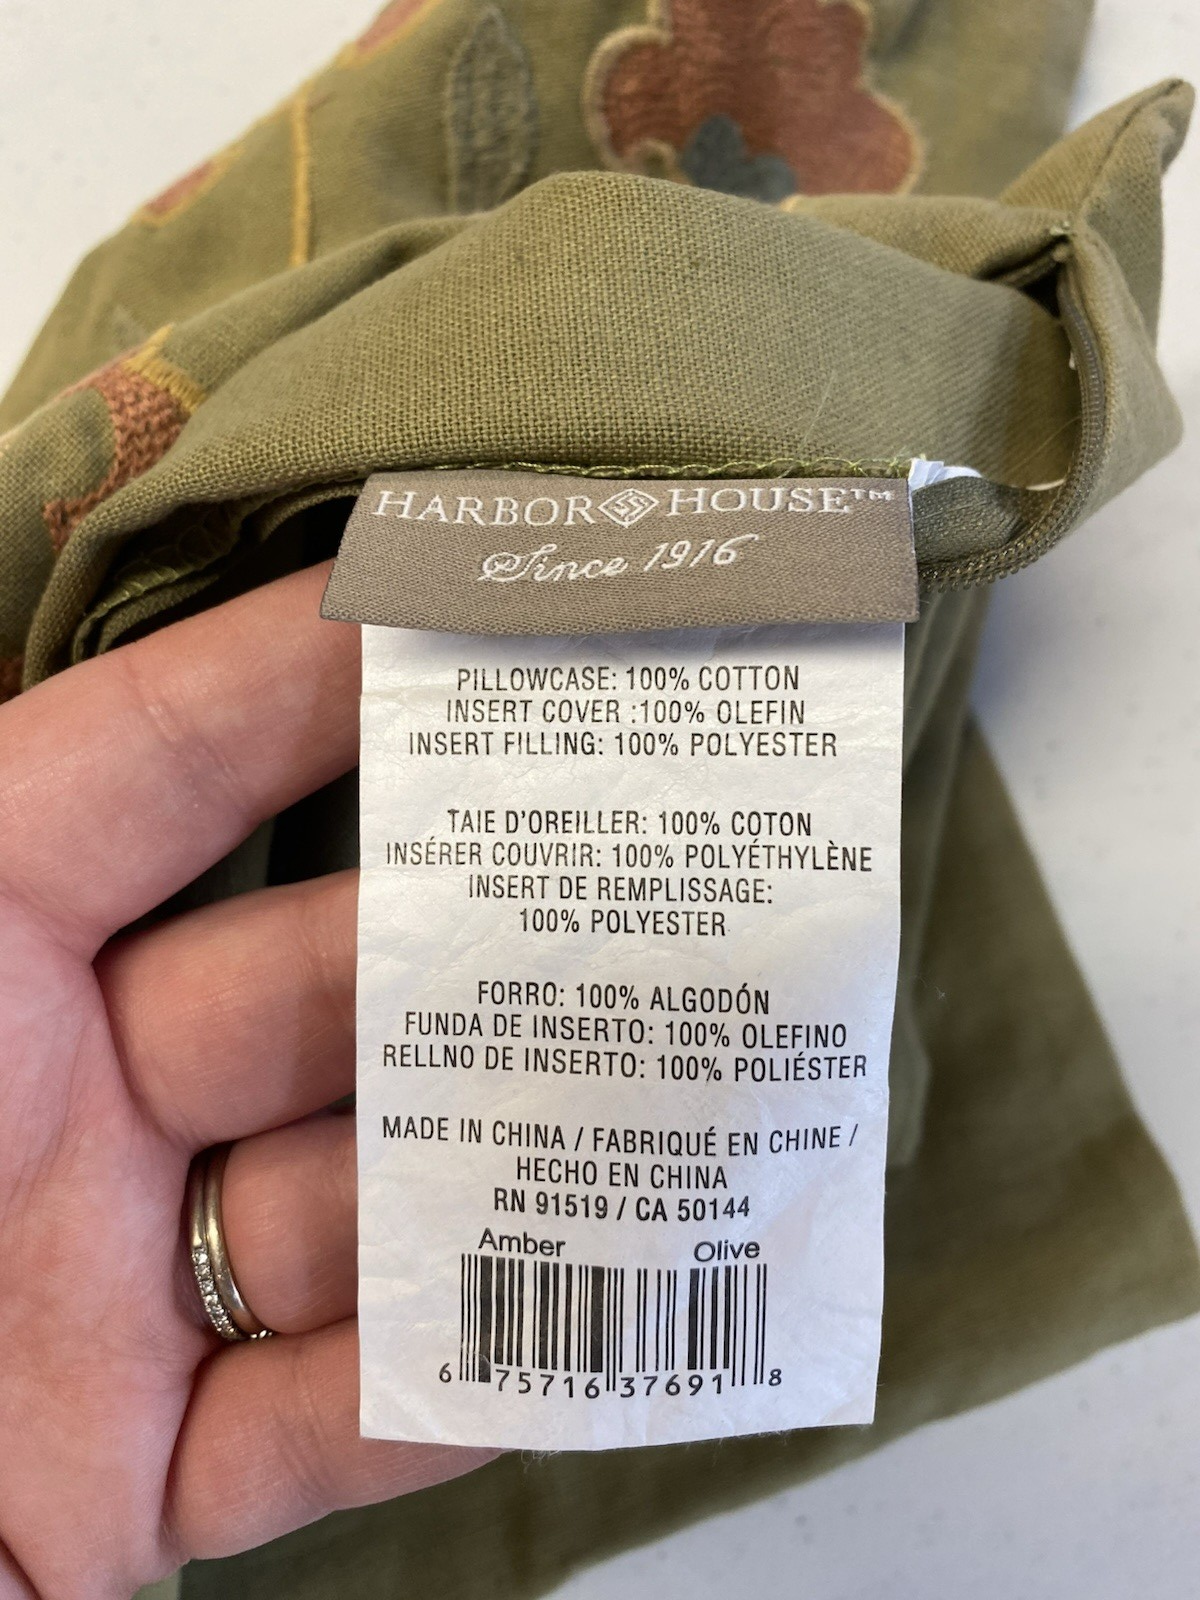 HARBOR HOUSE™
Since 1916
PILLOWCASE: 100% COTTON
INSERT COVER :100% OLEFIN
INSERT FILLING: 100% POLYESTER
TAIE D'OREILLER: 100% COTON
INSÉRER COUVRIR: 100% POLYÉTHYLÈNE
INSERT DE REMPLISSAGE:
100% POLYESTER
FORRO: 100% ALGODÓN
FUNDA DE INSERTO: 100% OLEFINO
RELLNO DE INSERTO: 100% POLIÉSTER
MADE IN CHINA / FABRIQUÉ EN CHINE /
HECHO EN CHINA
RN 91519 / CA 50144
Amber Olive
6 75716 37691 8